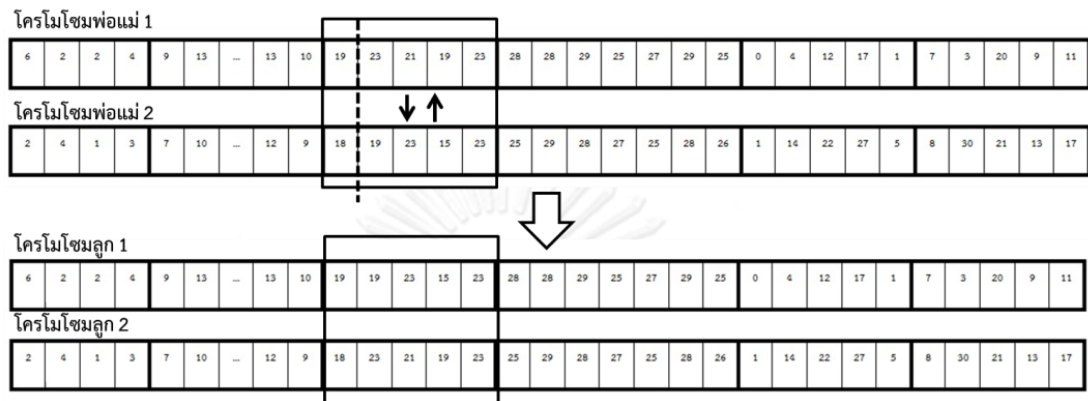 โครโมโซมพ่อแม่ 1
6 2 2 4 9 13 ... 13 10 19 23 21 19 23 28 28 29 25 27 29 25 0 4 12 17 1 7 3 20 9 11
โครโมโซมพ่อแม่ 2
2 4 1 3 7 10 ... 12 9 18 19 23 15 23 25 29 28 27 25 28 26 1 14 22 27 5 8 30 21 13 17
โครโมโซมลูก 1
6 2 2 4 9 13 ... 13 10 19 19 23 15 23 28 28 29 25 27 29 25 0 4 12 17 1 7 3 20 9 11
โครโมโซมลูก 2
2 4 1 3 7 10 ... 12 9 18 23 21 19 23 25 29 28 27 25 28 26 1 14 22 27 5 8 30 21 13 17